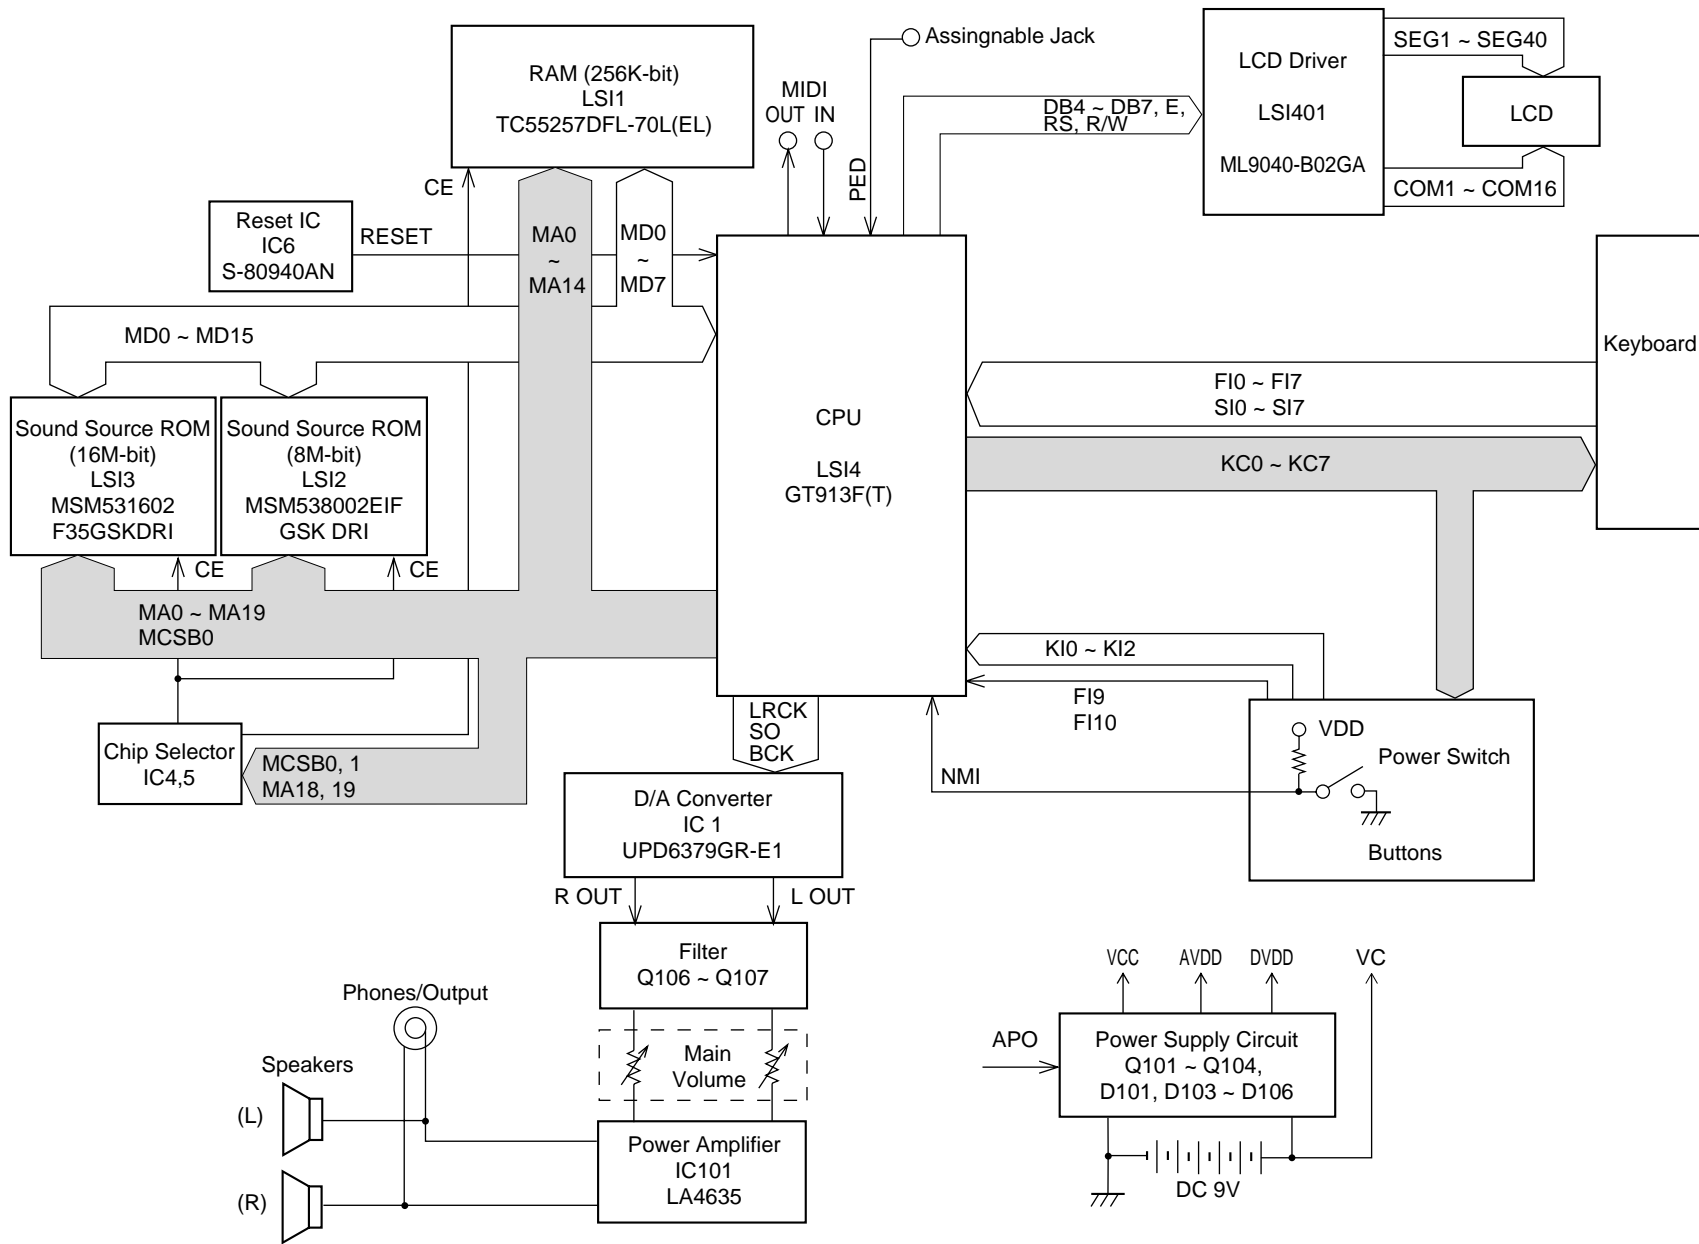 Assingnable Jack
RAM (256K-bit)
LSI1
TC55257DFL-70L(EL)
MIDI
OUT IN
PED
DB4 ~ DB7, E,
RS, R/W
LCD Driver
LSI401
ML9040-B02GA
SEG1 ~ SEG40
LCD
COM1 ~ COM16
CE
Reset IC
IC6
S-80940AN
RESET
MA0
~
MA14
MD0
~
MD7
MD0 ~ MD15
Keyboard
Sound Source ROM
(16M-bit)
LSI3
MSM531602
F35GSKDRI
Sound Source ROM
(8M-bit)
LSI2
MSM538002EIF
GSK DRI
CPU
LSI4
GT913F(T)
FI0 ~ FI7
SI0 ~ SI7
KC0 ~ KC7
CE
CE
MA0 ~ MA19
MCSB0
KI0 ~ KI2
FI9
FI10
Chip Selector
IC4,5
MCSB0, 1
MA18, 19
LRCK
SO
BCK
NMI
VDD
Power Switch
Buttons
D/A Converter
IC 1
UPD6379GR-E1
R OUT
L OUT
Filter
Q106 ~ Q107
Phones/Output
Main
Volume
Speakers
(L)
(R)
Power Amplifier
IC101
LA4635
VCC
AVDD
DVDD
VC
APO
Power Supply Circuit
Q101 ~ Q104,
D101, D103 ~ D106
DC 9V